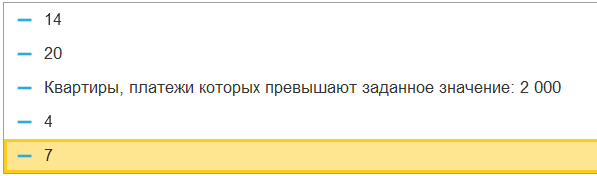 14
20
Квартиры, платежи которых превышают заданное значение: 2 000
4
7